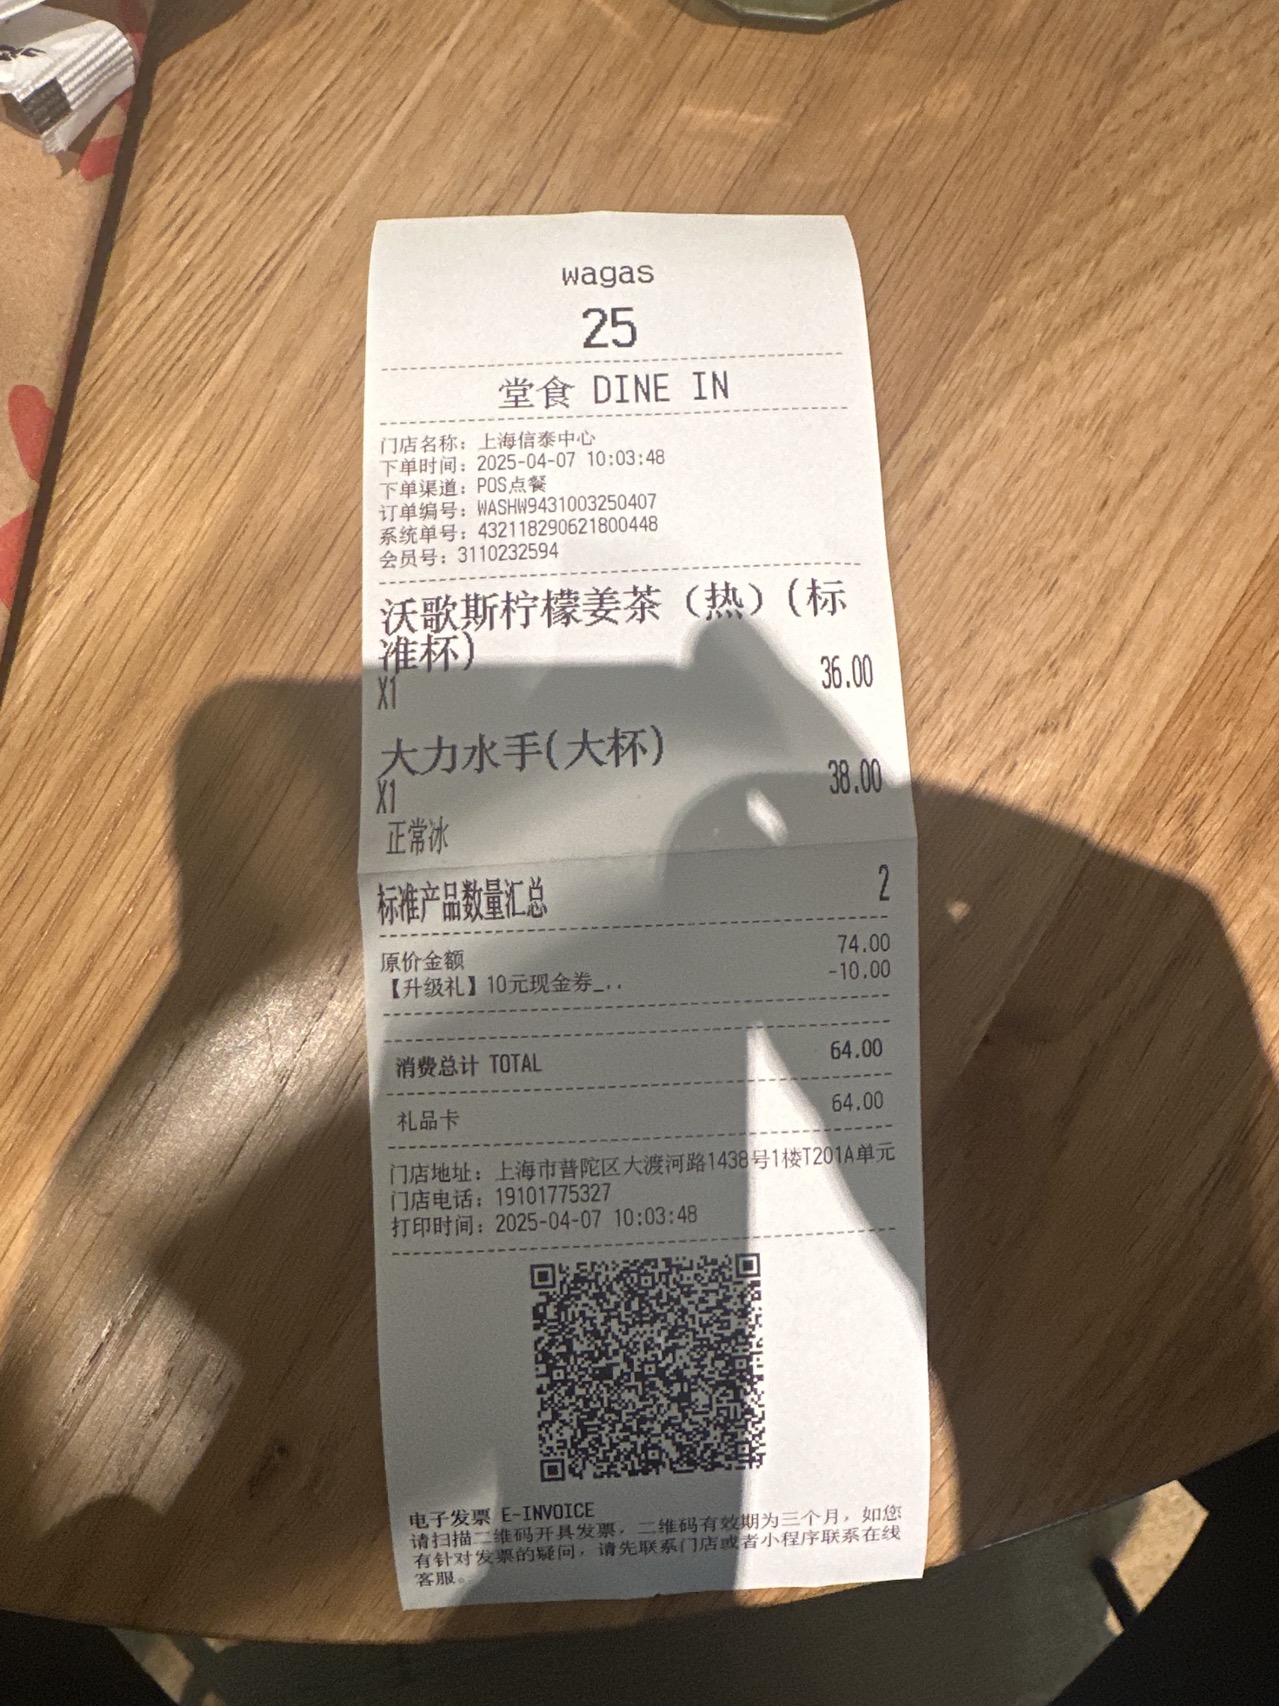 wagas
25
堂食 DINE IN
门店名称：上海信泰中心
下单时间：2025-04-07 10:03:48
下单渠道：POS点餐
订单编号：WASHW9431003250407
系统单号：432118290621800448
会员号：3110232594
沃歌斯柠檬姜茶（热）(标
准杯)
X1 36.00
大力水手(大杯)
X1 38.00
正常冰
标准产品数量汇总 2
原价金额 74.00
【升级礼】10元现金券_.. -10.00
消费总计 TOTAL 64.00
礼品卡 64.00
门店地址：上海市普陀区大渡河路1438号1楼T201A单元
门店电话：19101775327
打印时间：2025-04-07 10:03:48
电子发票 E-INVOICE
请扫描二维码开具发票，二维码有效期为三个月，如您
有针对发票的疑问，请先联系门店或者小程序联系在线
客服。